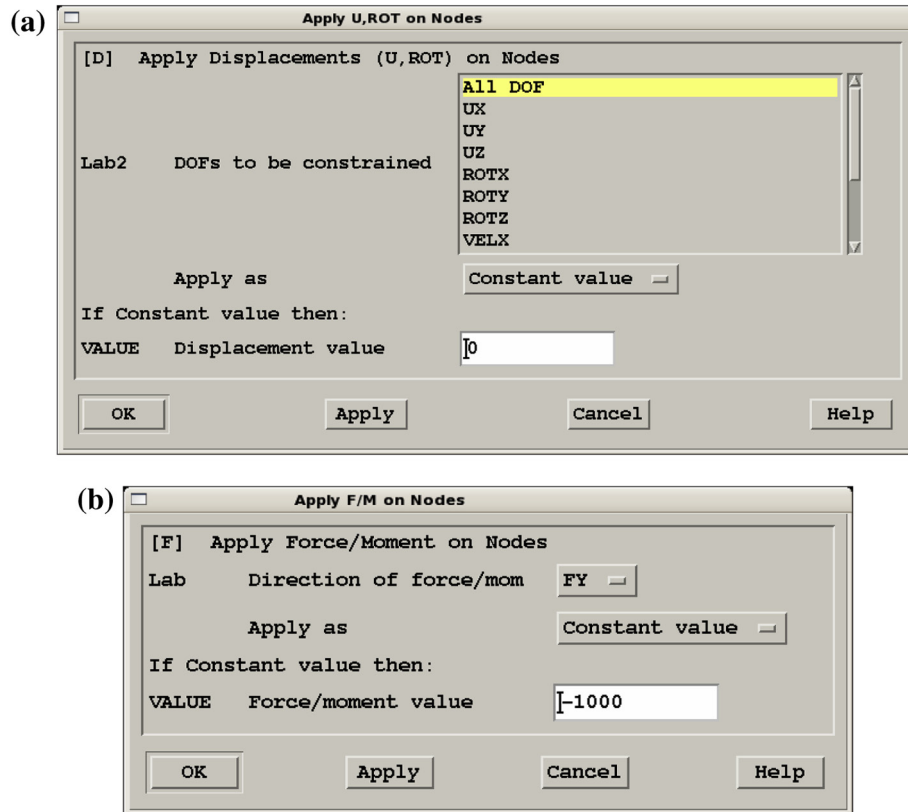 (a)
Apply U,ROT on Nodes
[D] Apply Displacements (U,ROT) on Nodes
All DOF
UX
UY
UZ
Lab2 DOFs to be constrained
ROTX
ROTY
ROTZ
VELX
Apply as Constant value
If Constant value then:
VALUE Displacement value 0
OK Apply Cancel Help
(b)
Apply F/M on Nodes
[F] Apply Force/Moment on Nodes
Lab Direction of force/mom FY
Apply as Constant value
If Constant value then:
VALUE Force/moment value -1000
OK Apply Cancel Help